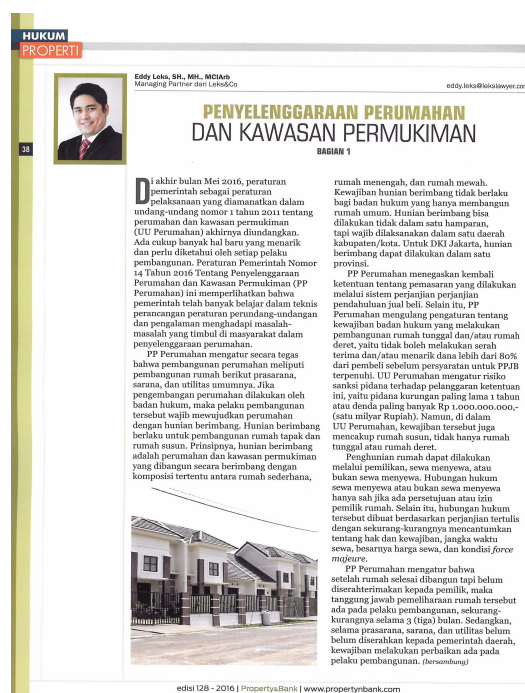 HUKUM
PROPERTI
Eddy Leks, SH., MH., MCIArb
Managing Partner dari Leks&Co
eddy.leks@lekslawyer.com
PENYELENGGARAAN PERUMAHAN
DAN KAWASAN PERMUKIMAN
BAGIAN 1
38
Di akhir bulan Mei 2016, peraturan
pemerintah sebagai peraturan
pelaksanaan yang diamanatkan dalam
undang-undang nomor 1 tahun 2011 tentang
perumahan dan kawasan permukiman
(UU Perumahan) akhirnya diundangkan.
Ada cukup banyak hal baru yang menarik
dan perlu diketahui oleh setiap pelaku
pembangunan. Peraturan Pemerintah Nomor
14 Tahun 2016 Tentang Penyelenggaraan
Perumahan dan Kawasan Permukiman (PP
Perumahan) ini memperlihatkan bahwa
pemerintah telah banyak belajar dalam teknis
perancangan peraturan perundang-undangan
dan pengalaman menghadapi masalah-
masalah yang timbul di masyarakat dalam
penyelenggaraan perumahan.
PP Perumahan mengatur secara tegas
bahwa pembangunan perumahan meliputi
pembangunan rumah berikut prasarana,
sarana, dan utilitas umumnya. Jika
pengembangan perumahan dilakukan oleh
badan hukum, maka pelaku pembangunan
tersebut wajib mewujudkan perumahan
dengan hunian berimbang. Hunian berimbang
berlaku untuk pembangunan rumah tapak dan
rumah susun. Prinsipnya, hunian berimbang
adalah perumahan dan kawasan permukiman
yang dibangun secara berimbang dengan
komposisi tertentu antara rumah sederhana,
rumah menengah, dan rumah mewah.
Kewajiban hunian berimbang tidak berlaku
bagi badan hukum yang hanya membangun
rumah umum. Hunian berimbang bisa
dilakukan tidak dalam satu hamparan,
tapi wajib dilaksanakan dalam satu daerah
kabupaten/kota. Untuk DKI Jakarta, hunian
berimbang dapat dilakukan dalam satu
provinsi.
PP Perumahan menegaskan kembali
ketentuan tentang pemasaran yang dilakukan
melalui sistem perjanjian perjanjian
pendahuluan jual beli. Selain itu, PP
Perumahan mengulang pengaturan tentang
kewajiban badan hukum yang melakukan
pembangunan rumah tunggal dan/atau rumah
deret, yaitu tidak boleh melakukan serah
terima dan/atau menarik dana lebih dari 80%
dari pembeli sebelum persyaratan untuk PPJB
terpenuhi. UU Perumahan mengatur risiko
sanksi pidana terhadap pelanggaran ketentuan
ini, yaitu pidana kurungan paling lama 1 tahun
atau denda paling banyak Rp 1.000.000.000,-
(satu milyar Rupiah). Namun, di dalam
UU Perumahan, kewajiban tersebut juga
mencakup rumah susun, tidak hanya rumah
tunggal atau rumah deret.
Penghunian rumah dapat dilakukan
melalui pemilikan, sewa menyewa, atau
bukan sewa menyewa. Hubungan hukum
sewa menyewa atau bukan sewa menyewa
hanya sah jika ada persetujuan atau izin
pemilik rumah. Selain itu, hubungan hukum
tersebut dibuat berdasarkan perjanjian tertulis
dengan sekurang-kurangnya mencantumkan
tentang hak dan kewajiban, jangka waktu
sewa, besarnya harga sewa, dan kondisi force
majeure.
PP Perumahan mengatur bahwa
setelah rumah selesai dibangun tapi belum
diserahterimakan kepada pemilik, maka
tanggung jawab pemeliharaan rumah tersebut
ada pada pelaku pembangunan, sekurang-
kurangnya selama 3 (tiga) bulan. Sedangkan,
selama prasarana, sarana, dan utilitas belum
belum diserahkan kepada pemerintah daerah,
kewajiban melakukan perbaikan ada pada
pelaku pembangunan. (bersambung)
edisi 128 - 2016 | Property&Bank | www.propertynbank.com